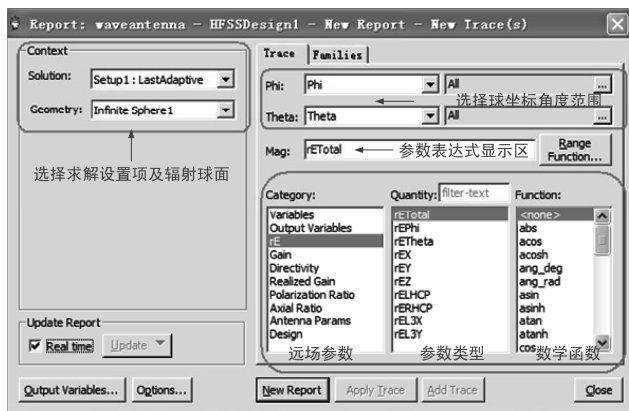 Report: waveantenna - HFSSDesign1 - New Report - New Trace(s)
Context
Solution: Setup1 : LastAdaptive
Geometry: Infinite Sphere1
选择求解设置项及辐射球面
Update Report
Real time Update
Output Variables... Options...
Trace Families
Phi: Phi All ...
选择球坐标角度范围
Theta: Theta All ...
Mag: rETotal 参数表达式显示区 Range Function...
Category: Quantity: filter-text Function:
Variables
Output Variables
rE
Gain
Directivity
Realized Gain
Polarization Ratio
Axial Ratio
Antenna Params
Design
远场参数
rETotal
rEPhi
rETheta
rEX
rEY
rEZ
rELHCP
rERHCP
rEL3X
rEL3Y
参数类型
<none>
abs
acos
acosh
ang_deg
ang_rad
asin
asinh
atan
atanh
cos
数学函数
New Report Apply Trace Add Trace Close